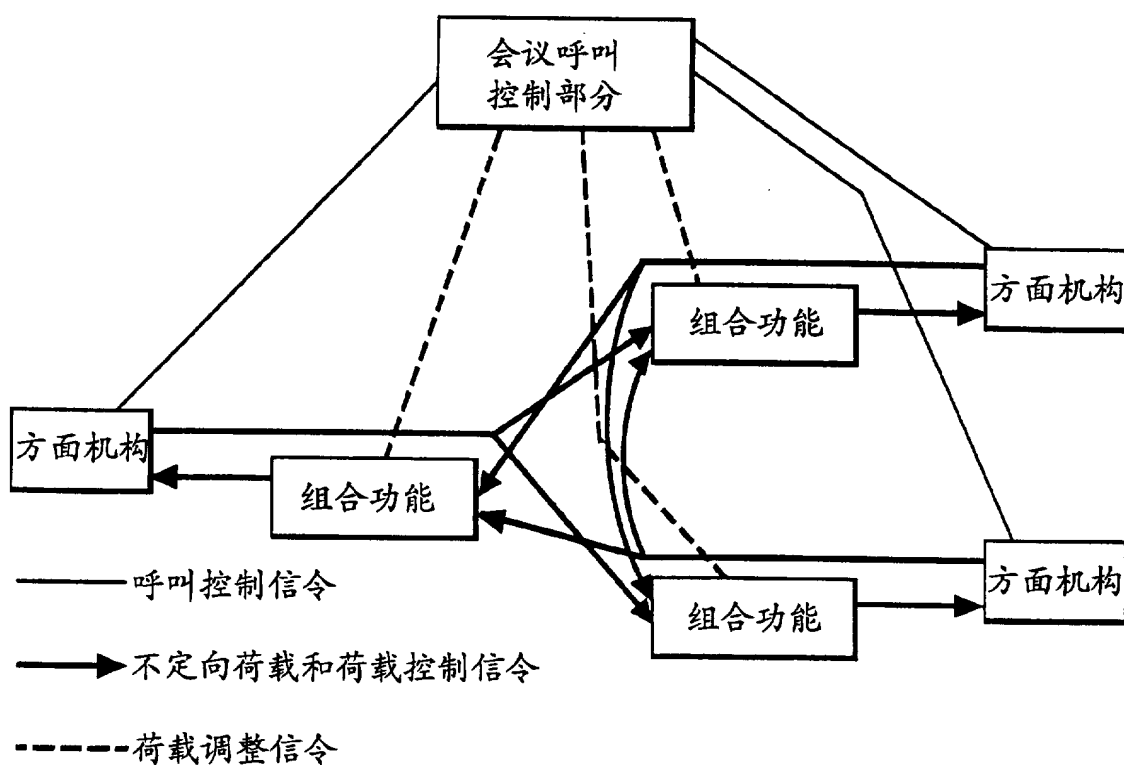 会议呼叫
控制部分
方面机构
组合功能
方面机构
组合功能
方面机构
组合功能
呼叫控制信令
不定向荷载和荷载控制信令
荷载调整信令